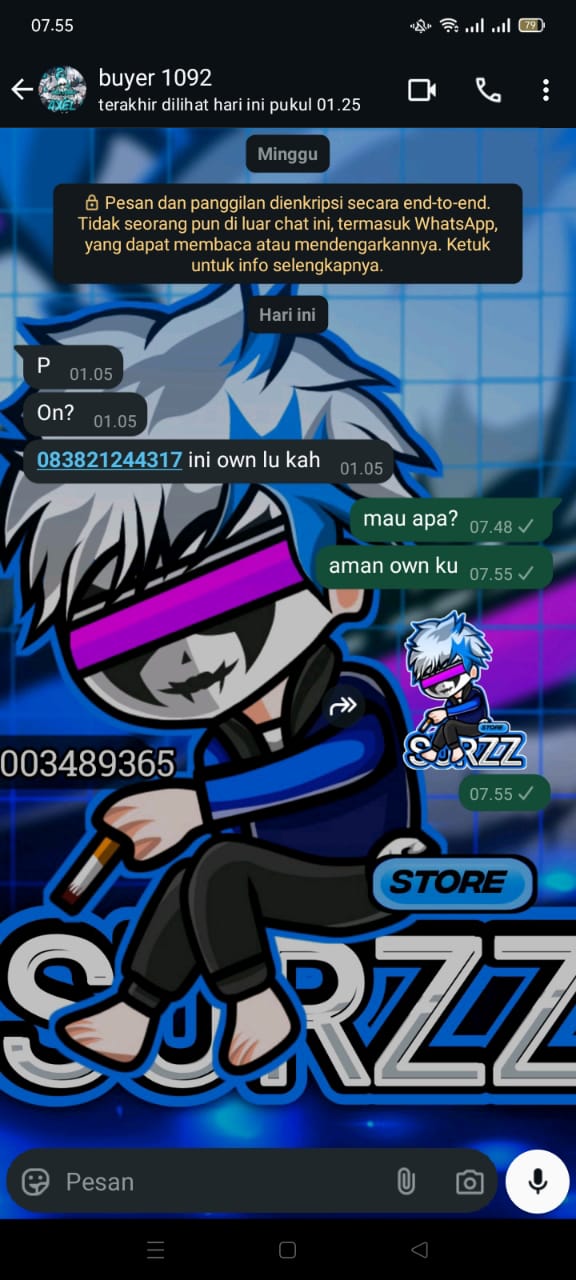 07.55
79
buyer 1092
terakhir dilihat hari ini pukul 01.25
Minggu
Pesan dan panggilan dienkripsi secara end-to-end.
Tidak seorang pun di luar chat ini, termasuk WhatsApp,
yang dapat membaca atau mendengarkannya. Ketuk
untuk info selengkapnya.
Hari ini
P 01.05
On? 01.05
083821244317 ini own lu kah 01.05
mau apa? 07.48
aman own ku 07.55
STORE
SORZZ
07.55
003489365
STORE
SORZZ
Pesan